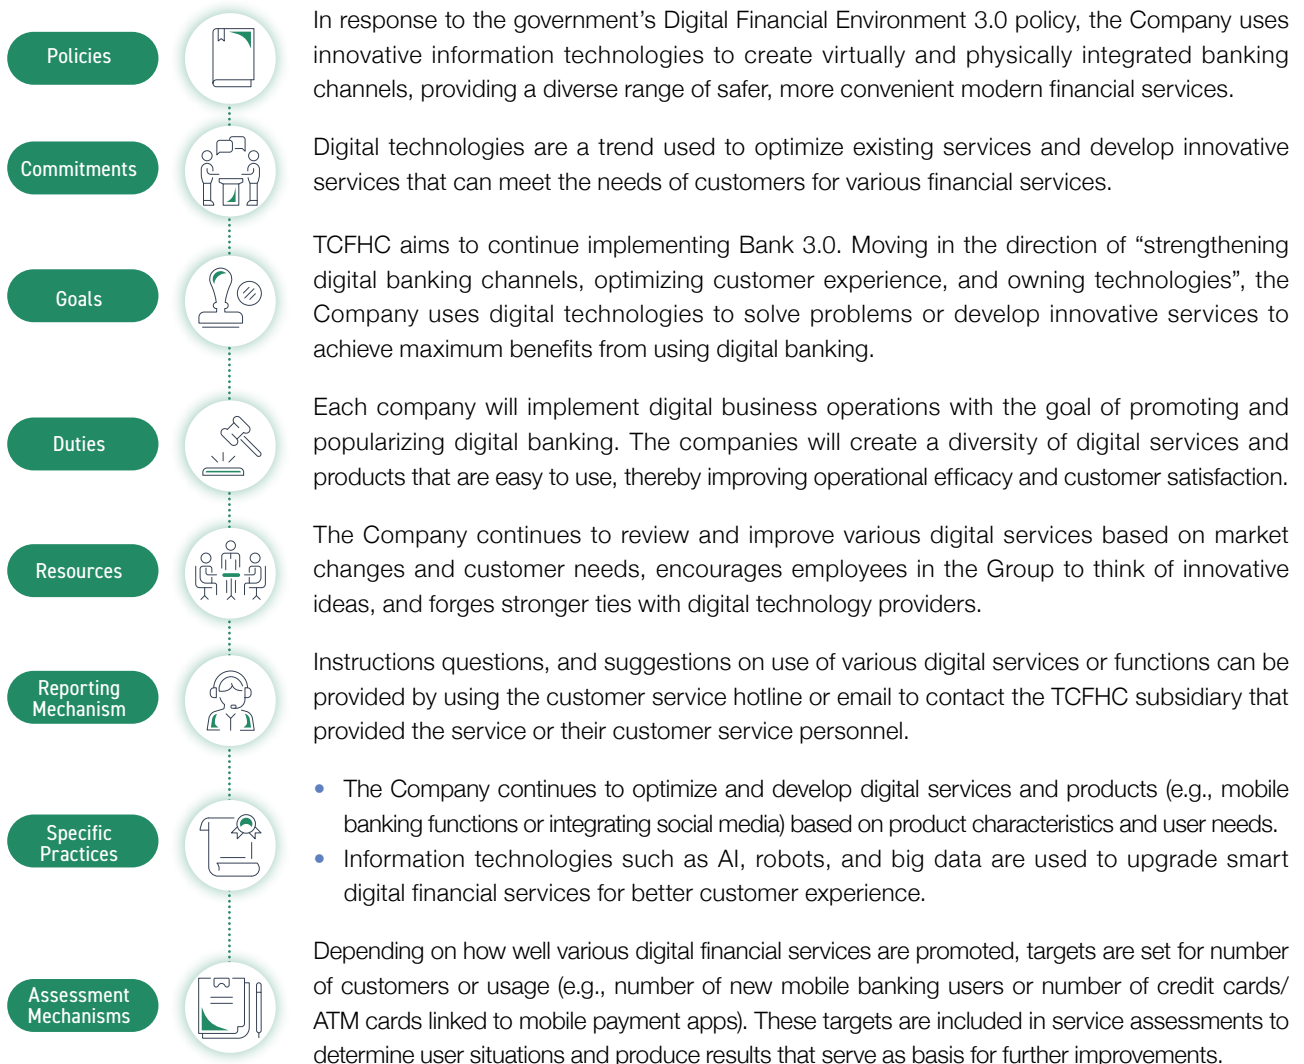 Policies
In response to the government’s Digital Financial Environment 3.0 policy, the Company uses
innovative information technologies to create virtually and physically integrated banking
channels, providing a diverse range of safer, more convenient modern financial services.
Commitments
Digital technologies are a trend used to optimize existing services and develop innovative
services that can meet the needs of customers for various financial services.
Goals
TCFHC aims to continue implementing Bank 3.0. Moving in the direction of “strengthening
digital banking channels, optimizing customer experience, and owning technologies”, the
Company uses digital technologies to solve problems or develop innovative services to
achieve maximum benefits from using digital banking.
Duties
Each company will implement digital business operations with the goal of promoting and
popularizing digital banking. The companies will create a diversity of digital services and
products that are easy to use, thereby improving operational efficacy and customer satisfaction.
Resources
The Company continues to review and improve various digital services based on market
changes and customer needs, encourages employees in the Group to think of innovative
ideas, and forges stronger ties with digital technology providers.
Reporting
Mechanism
Instructions questions, and suggestions on use of various digital services or functions can be
provided by using the customer service hotline or email to contact the TCFHC subsidiary that
provided the service or their customer service personnel.
Specific
Practices
• The Company continues to optimize and develop digital services and products (e.g., mobile
banking functions or integrating social media) based on product characteristics and user needs.
• Information technologies such as AI, robots, and big data are used to upgrade smart
digital financial services for better customer experience.
Assessment
Mechanisms
Depending on how well various digital financial services are promoted, targets are set for number
of customers or usage (e.g., number of new mobile banking users or number of credit cards/
ATM cards linked to mobile payment apps). These targets are included in service assessments to
determine user situations and produce results that serve as basis for further improvements.